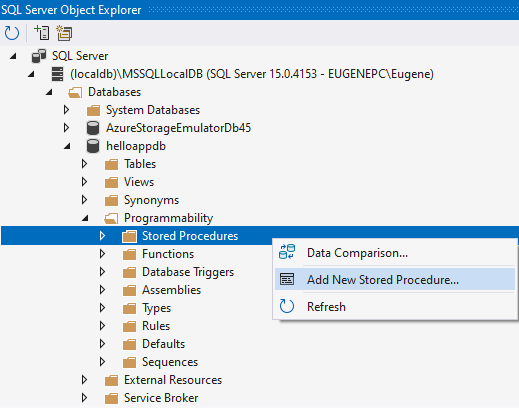 SQL Server Object Explorer
SQL Server
(localdb)\MSSQLLocalDB (SQL Server 15.0.4153 - EUGENEPC\Eugene)
Databases
System Databases
AzureStorageEmulatorDb45
helloappdb
Tables
Views
Synonyms
Programmability
Stored Procedures
Functions
Database Triggers
Assemblies
Types
Rules
Defaults
Sequences
External Resources
Service Broker
Data Comparison...
Add New Stored Procedure...
Refresh